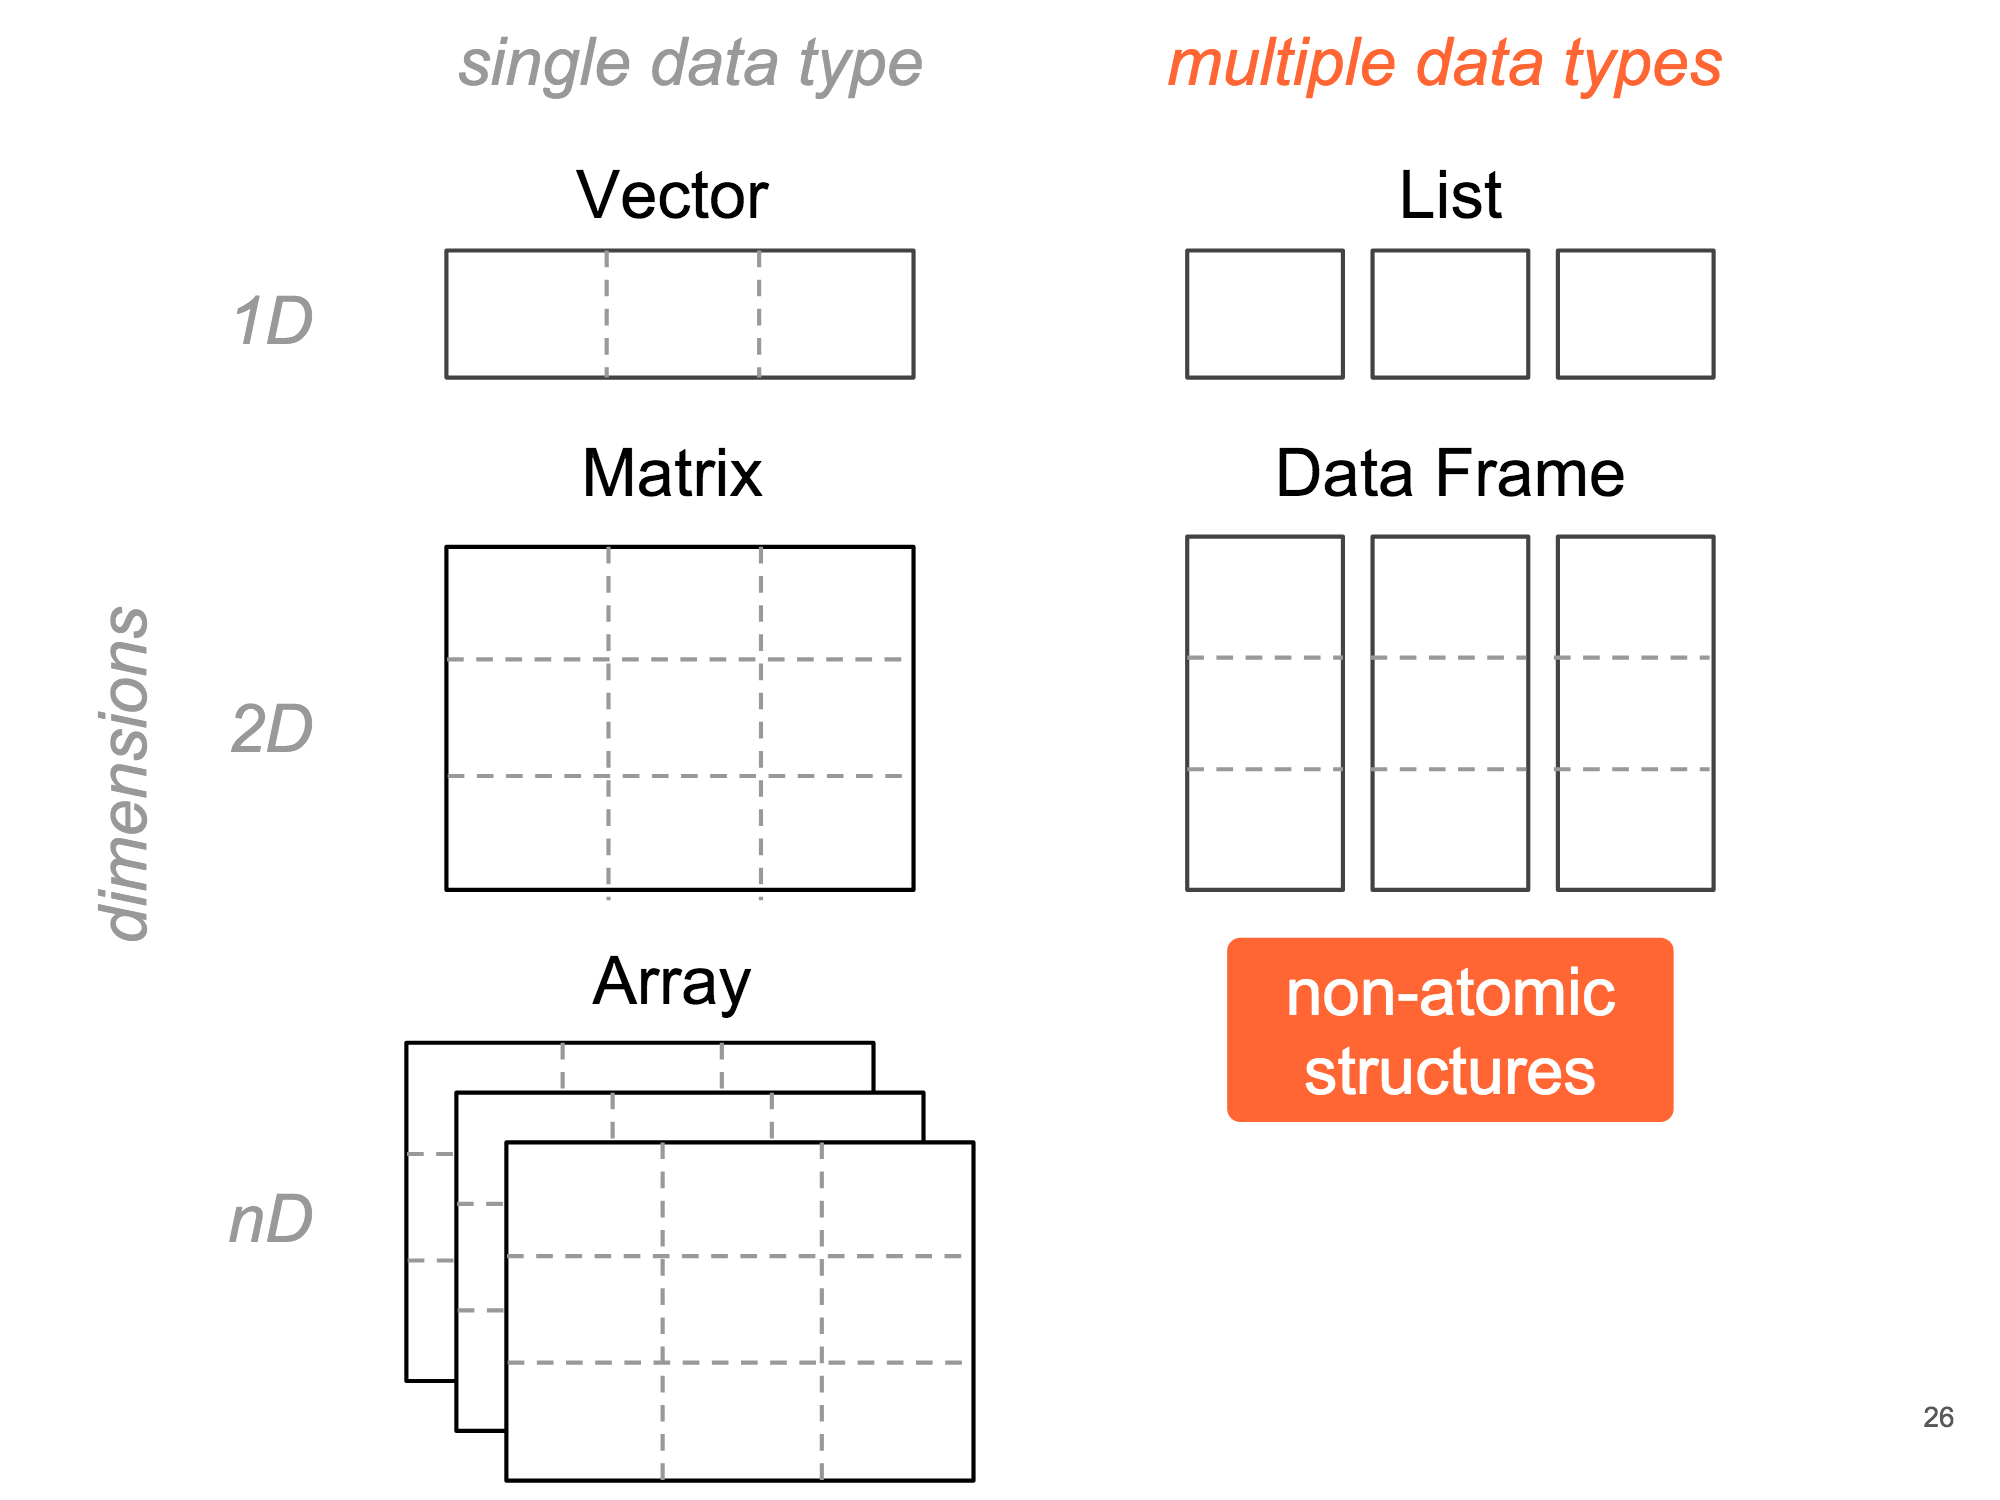 single data type
multiple data types
Vector
List
1D
Matrix
Data Frame
dimensions
2D
Array
non-atomic
structures
nD
26